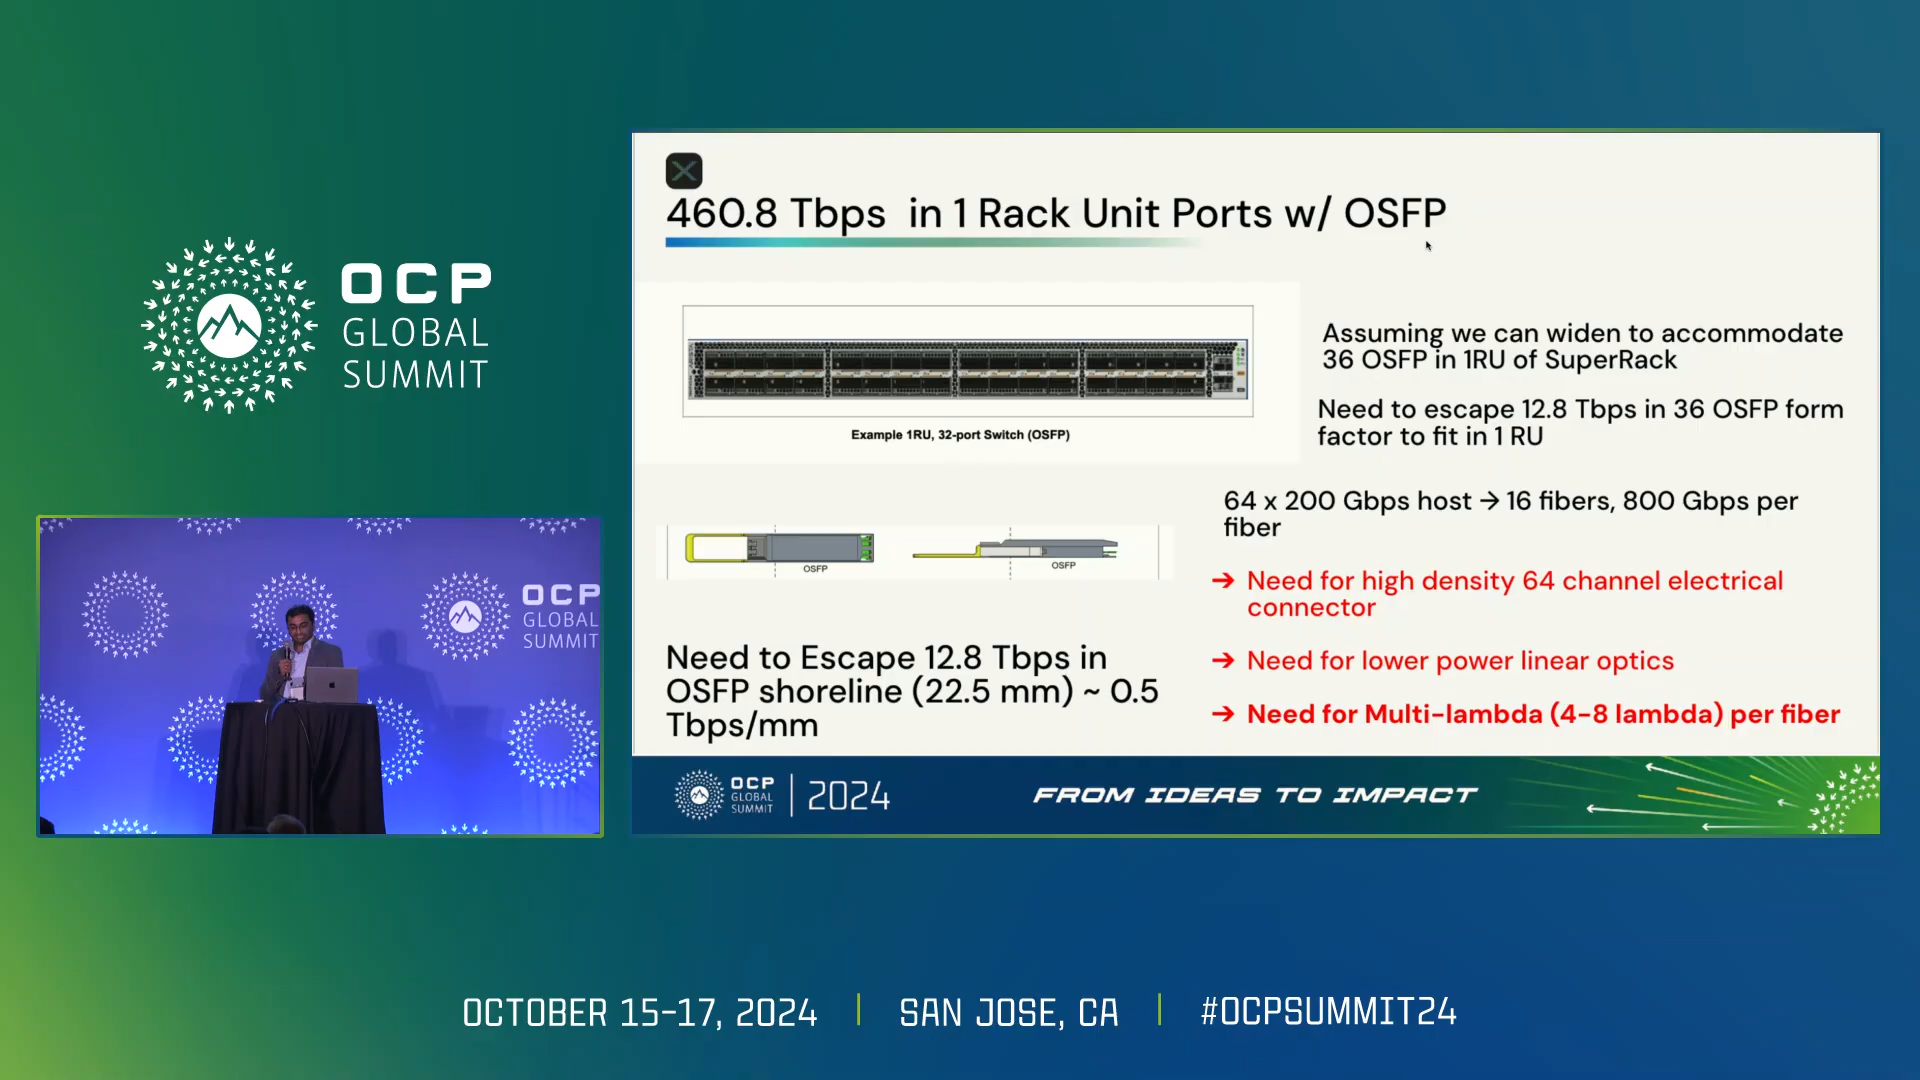 OCP
GLOBAL
SUMMIT
OCP
GLOBAL
SUMMIT
460.8 Tbps in 1 Rack Unit Ports w/ OSFP
Example 1RU, 32-port Switch (OSFP)
Assuming we can widen to accommodate
36 OSFP in 1RU of SuperRack
Need to escape 12.8 Tbps in 36 OSFP form
factor to fit in 1 RU
64 x 200 Gbps host → 16 fibers, 800 Gbps per
fiber
OSFP
OSFP
→ Need for high density 64 channel electrical
connector
→ Need for lower power linear optics
→ Need for Multi-lambda (4-8 lambda) per fiber
Need to Escape 12.8 Tbps in
OSFP shoreline (22.5 mm) ~ 0.5
Tbps/mm
OCP
GLOBAL
SUMMIT
2024
FROM IDEAS TO IMPACT
OCTOBER 15-17, 2024 | SAN JOSE, CA | #OCPSUMMIT24